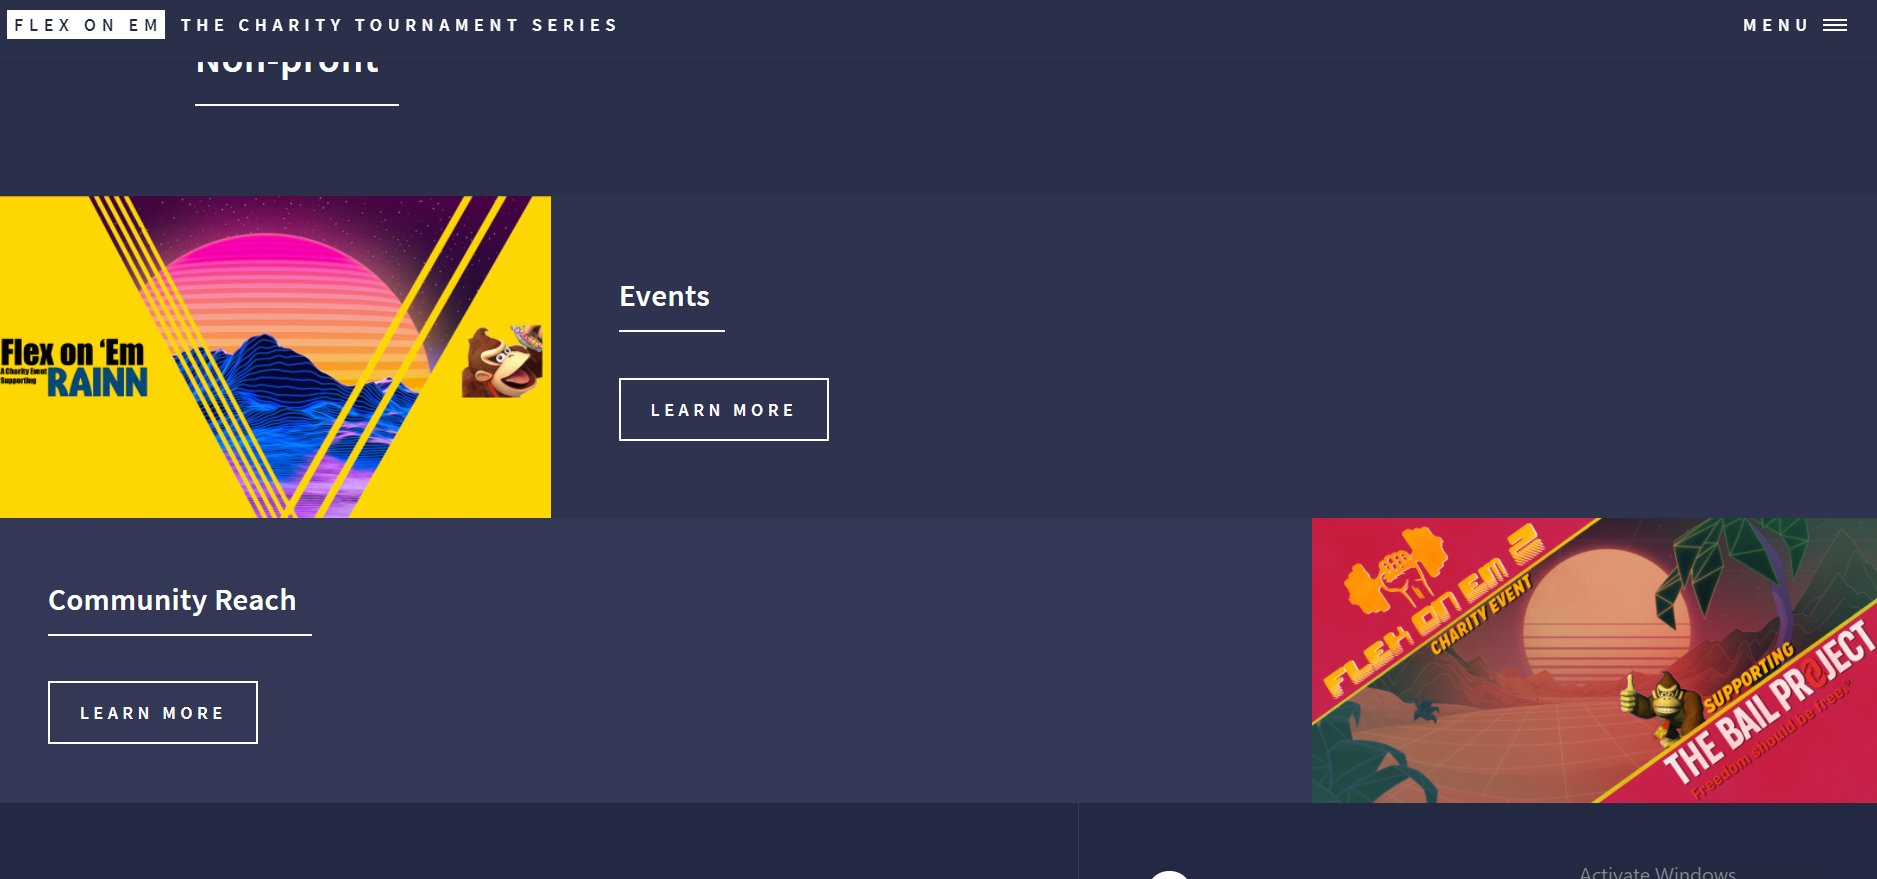 FLEX ON EM THE CHARITY TOURNAMENT SERIES
MENU
Non-profit
Flex on ‘Em
A Charity Event
Supporting
RAINN
Events
LEARN MORE
Community Reach
LEARN MORE
FLEX ON EM 2
CHARITY EVENT
SUPPORTING
THE BAIL PROJECT
Freedom should be free.®
Activate Windows